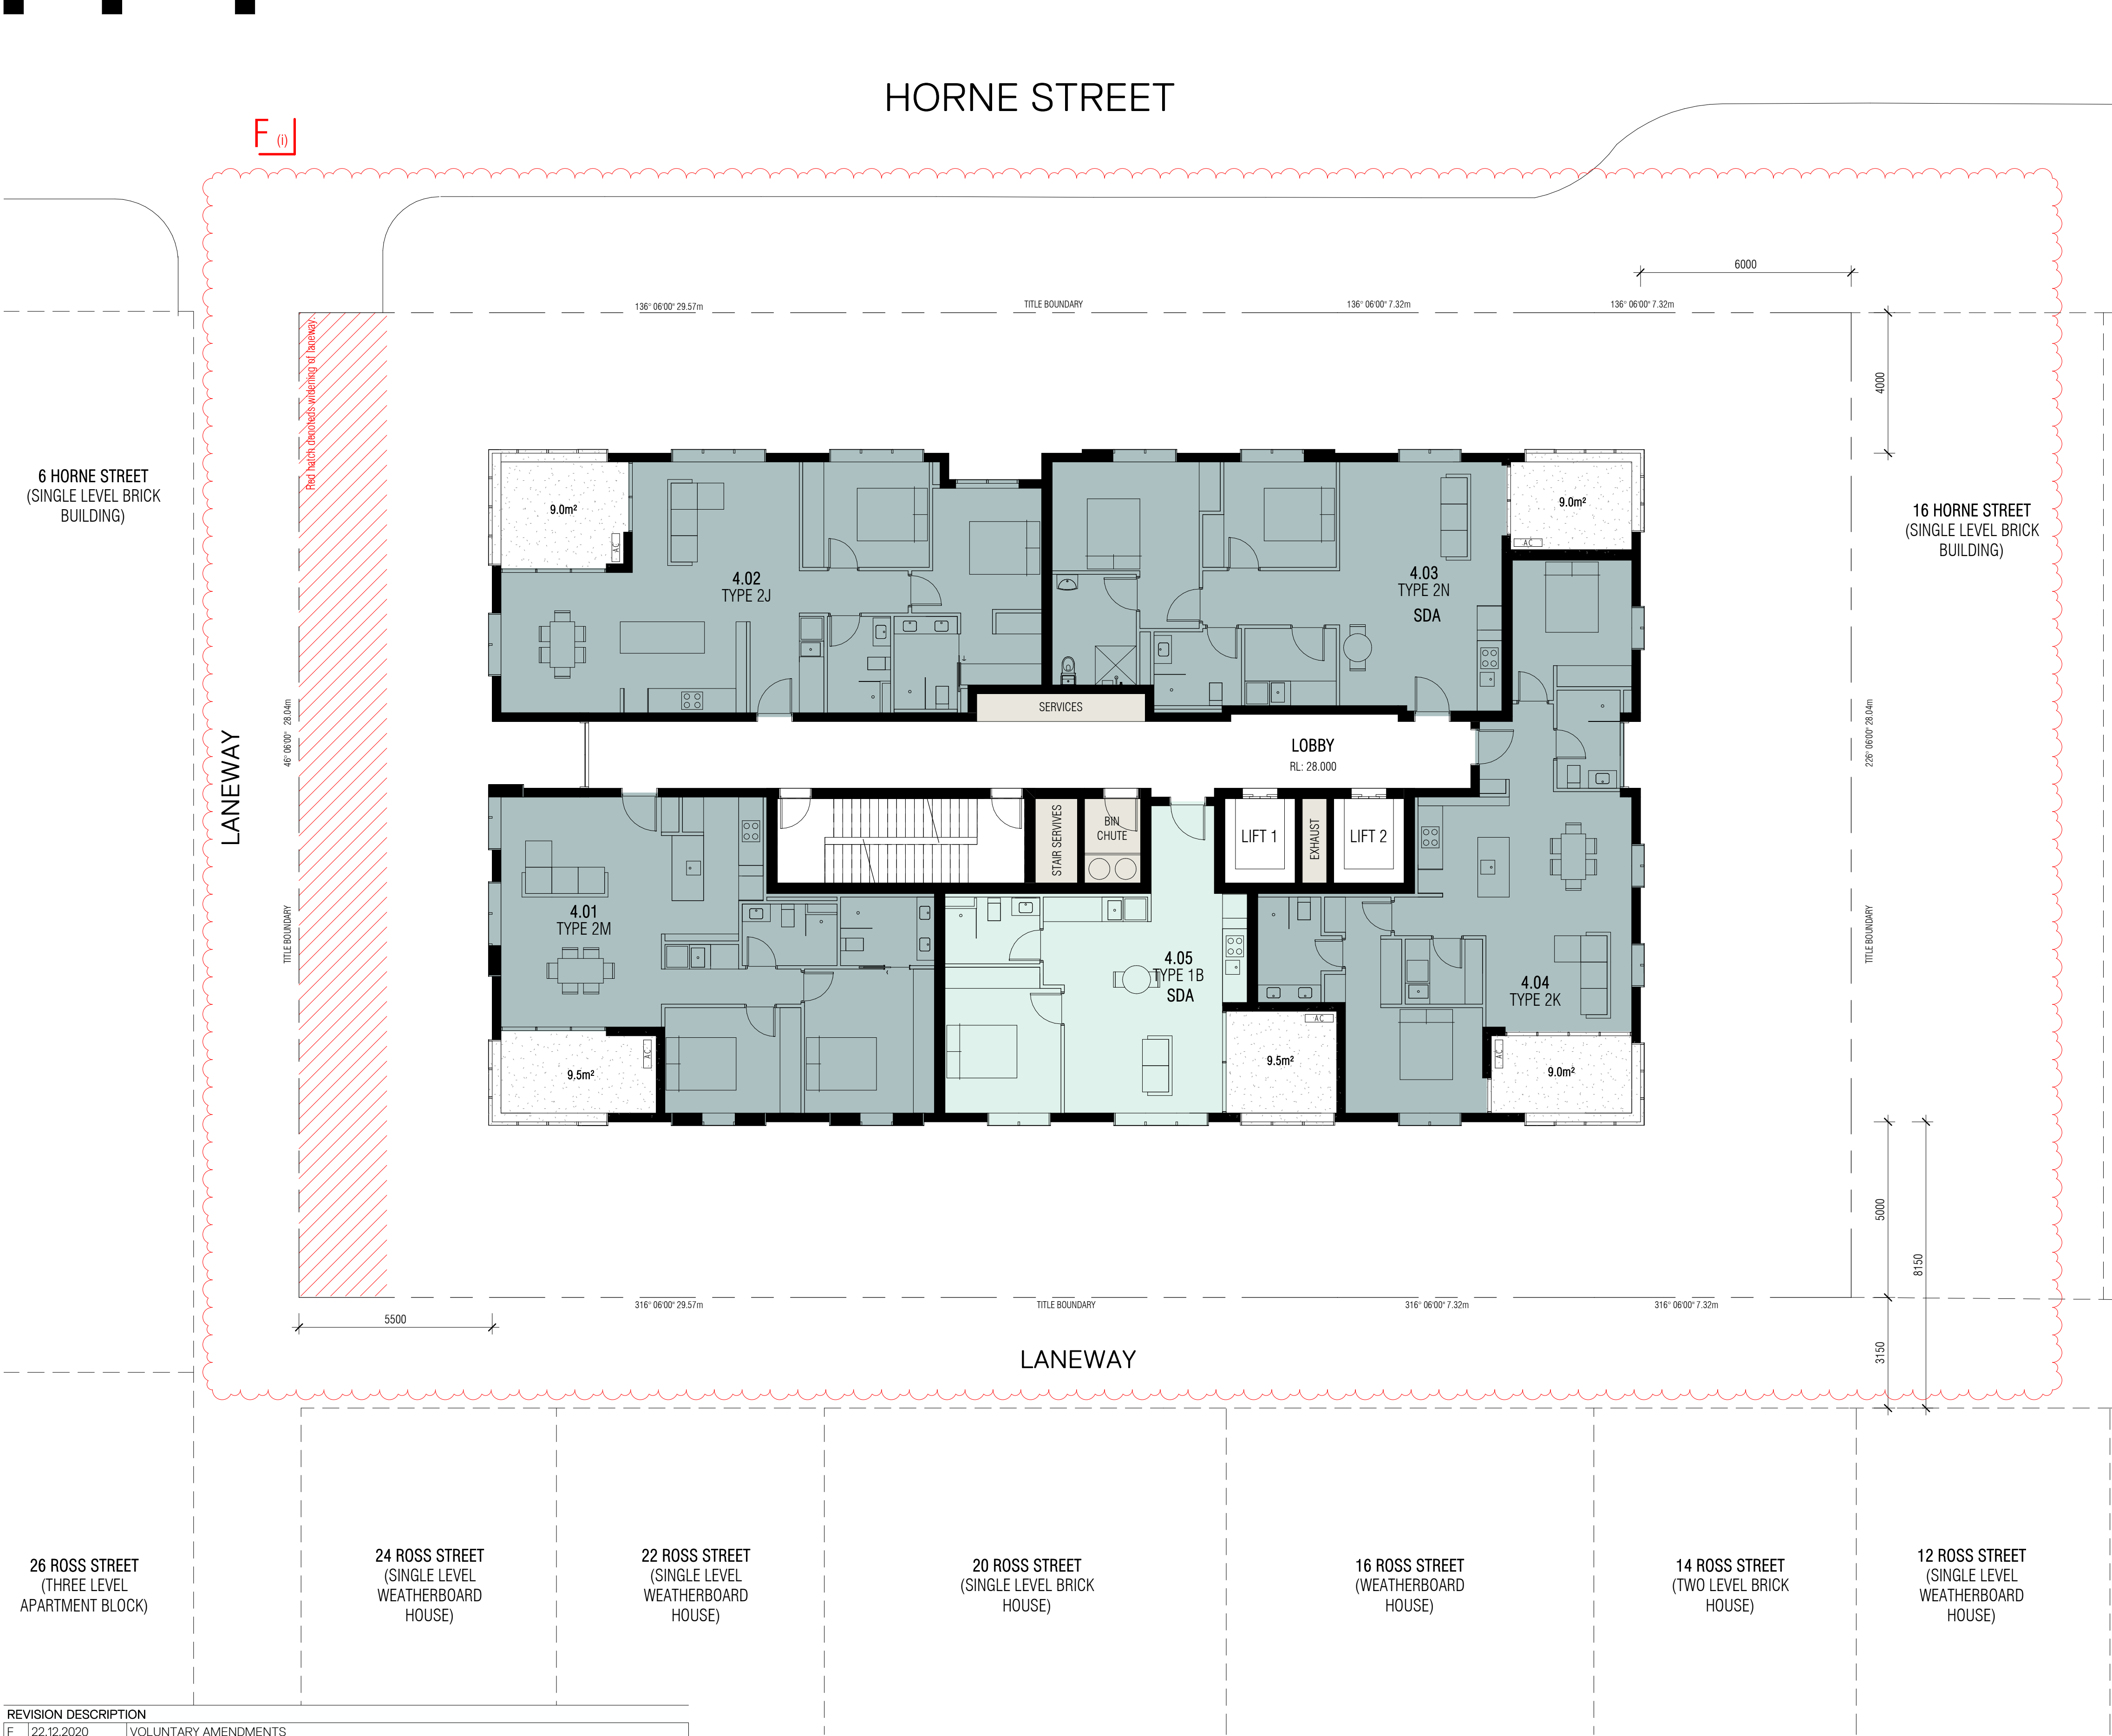 HORNE STREET
F (i)
6000
136° 06'00" 29.57m
TITLE BOUNDARY
136° 06'00" 7.32m
136° 06'00" 7.32m
Red hatch denoteds widening of laneway
4000
6 HORNE STREET
(SINGLE LEVEL BRICK
BUILDING)
16 HORNE STREET
(SINGLE LEVEL BRICK
BUILDING)
9.0m²
AC
4.02
TYPE 2J
4.03
TYPE 2N
SDA
9.0m²
AC
SERVICES
LOBBY
RL: 28.000
LANEWAY
46° 06'00" 28.04m
TITLE BOUNDARY
226° 06'00" 28.04m
TITLE BOUNDARY
STAIR SERVIVES
BIN
CHUTE
LIFT 1
EXHAUST
LIFT 2
4.01
TYPE 2M
4.05
TYPE 1B
SDA
4.04
TYPE 2K
9.5m²
AC
9.5m²
AC
9.0m²
AC
5000
8150
3150
316° 06'00" 29.57m
TITLE BOUNDARY
316° 06'00" 7.32m
316° 06'00" 7.32m
5500
LANEWAY
26 ROSS STREET
(THREE LEVEL
APARTMENT BLOCK)
24 ROSS STREET
(SINGLE LEVEL
WEATHERBOARD
HOUSE)
22 ROSS STREET
(SINGLE LEVEL
WEATHERBOARD
HOUSE)
20 ROSS STREET
(SINGLE LEVEL BRICK
HOUSE)
16 ROSS STREET
(WEATHERBOARD
HOUSE)
14 ROSS STREET
(TWO LEVEL BRICK
HOUSE)
12 ROSS STREET
(SINGLE LEVEL
WEATHERBOARD
HOUSE)
REVISION DESCRIPTION
F 22.12.2020 VOLUNTARY AMENDMENTS